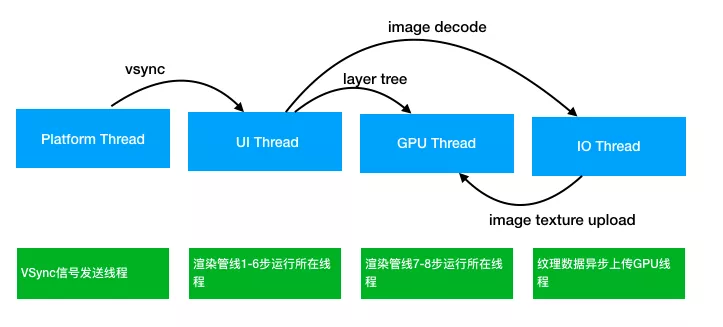 image decode
vsync
layer tree
Platform Thread
UI Thread
GPU Thread
IO Thread
image texture upload
VSync信号发送线程
渲染管线1-6步运行所在线
程
渲染管线7-8步运行所在线
程
纹理数据异步上传GPU线
程